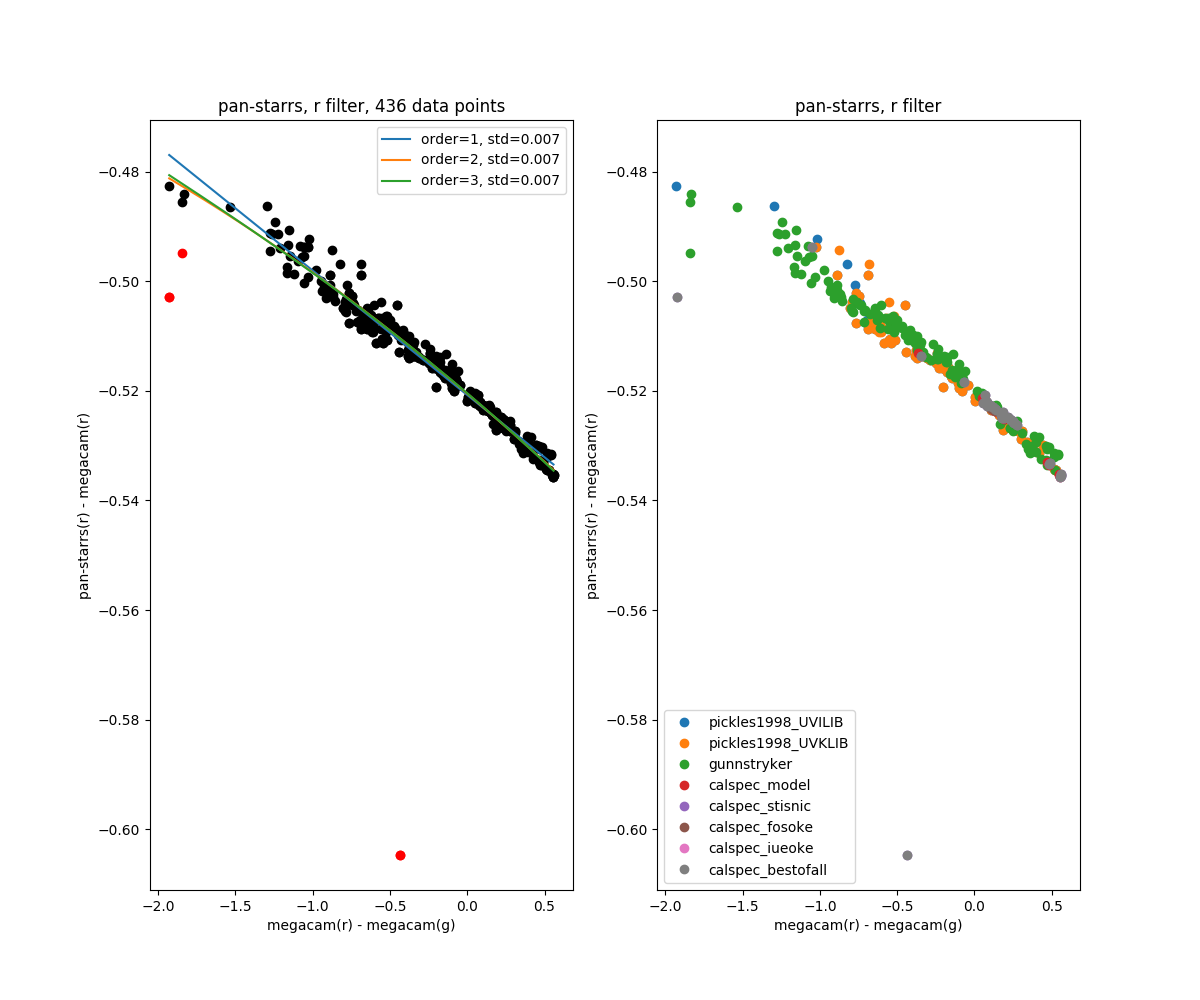 pan-starrs, r filter, 436 data points
order=1, std=0.007
order=2, std=0.007
order=3, std=0.007
−0.48
−0.50
−0.52
−0.54
−0.56
−0.58
−0.60
pan-starrs(r) - megacam(r)
−2.0 −1.5 −1.0 −0.5 0.0 0.5
megacam(r) - megacam(g)
pan-starrs, r filter
−0.48
−0.50
−0.52
−0.54
−0.56
−0.58
−0.60
pan-starrs(r) - megacam(r)
pickles1998_UVILIB
pickles1998_UVKLIB
gunnstryker
calspec_model
calspec_stisnic
calspec_fosoke
calspec_iueoke
calspec_bestofall
−2.0 −1.5 −1.0 −0.5 0.0 0.5
megacam(r) - megacam(g)